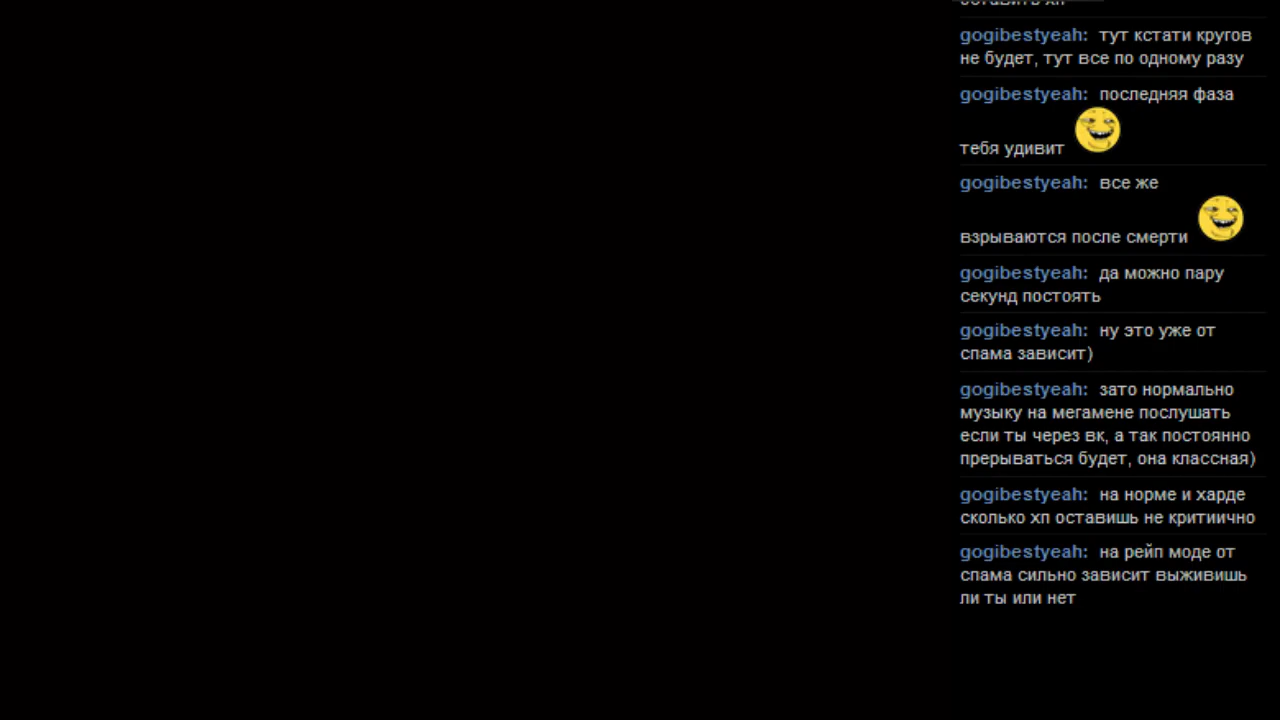 оставить хп
gogibestyeah: тут кстати кругов
не будет, тут все по одному разу
gogibestyeah: последняя фаза
тебя удивит
gogibestyeah: все же
взрываются после смерти
gogibestyeah: да можно пару
секунд постоять
gogibestyeah: ну это уже от
спама зависит)
gogibestyeah: зато нормально
музыку на мегамене послушать
если ты через вк, а так постоянно
прерываться будет, она классная)
gogibestyeah: на норме и харде
сколько хп оставишь не критиично
gogibestyeah: на рейп моде от
спама сильно зависит выживишь
ли ты или нет